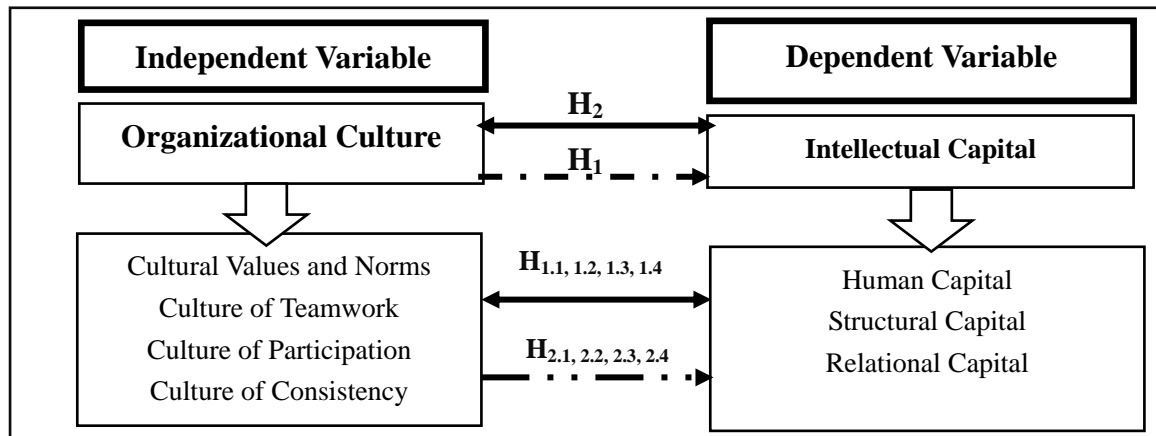 Independent Variable
Dependent Variable
Organizational Culture
H2
Intellectual Capital
H1
Cultural Values and Norms
Culture of Teamwork
Culture of Participation
Culture of Consistency
H1.1, 1.2, 1.3, 1.4
H2.1, 2.2, 2.3, 2.4
Human Capital
Structural Capital
Relational Capital